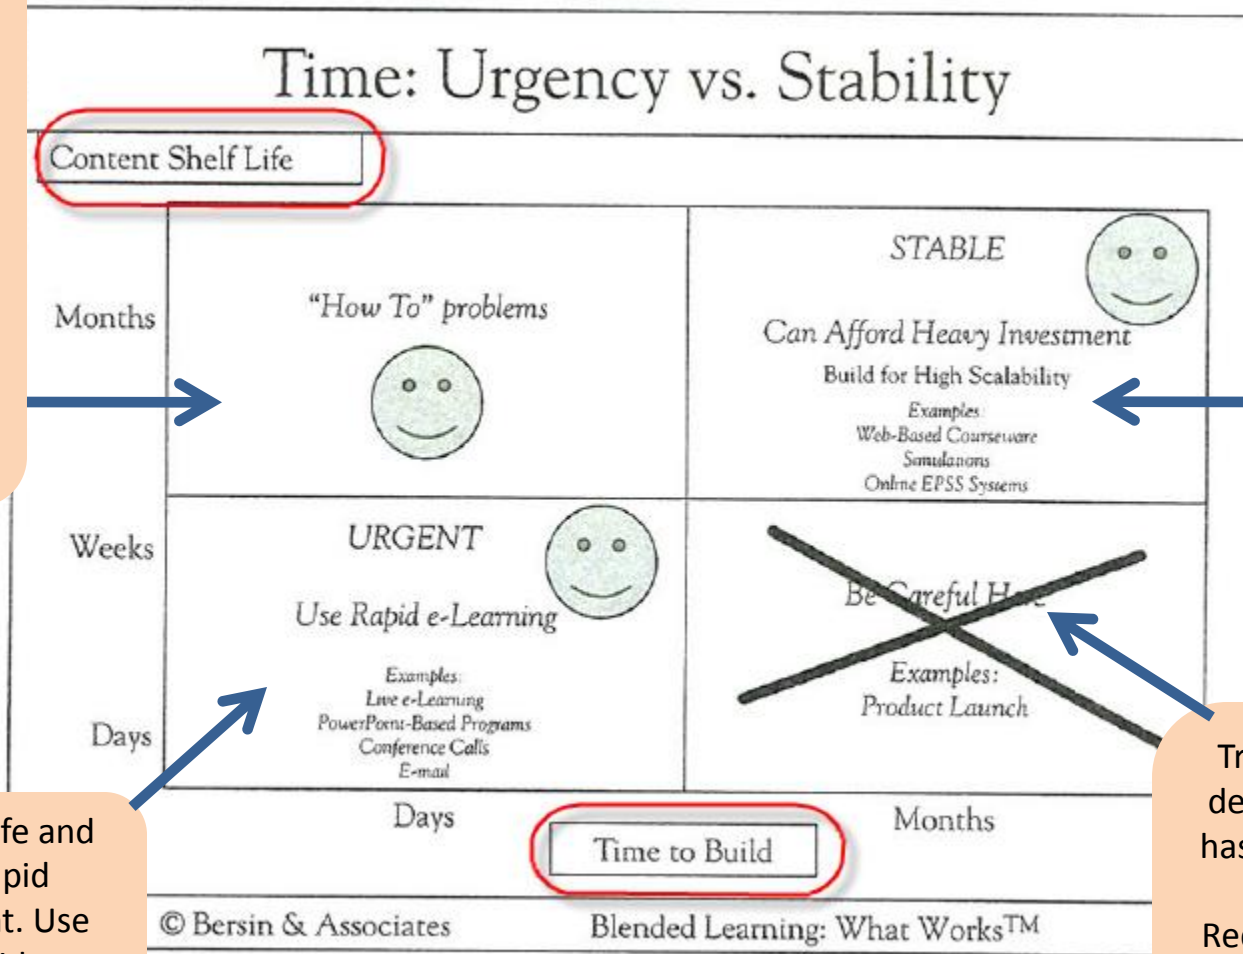 Time: Urgency vs. Stability
Content Shelf Life
Months
"How To" problems
STABLE
Can Afford Heavy Investment
Build for High Scalability
Examples:
Web-Based Courseware
Simulations
Online EPSS Systems
Weeks
Days
URGENT
Use Rapid e-Learning
Examples:
Live e-Learning
PowerPoint-Based Programs
Conference Calls
E-mail
Be Careful Here
Examples:
Product Launch
Days
Time to Build
Months
fe and
pid
t. Use
Tr
de
has
Rec
© Bersin & Associates
Blended Learning: What Works™